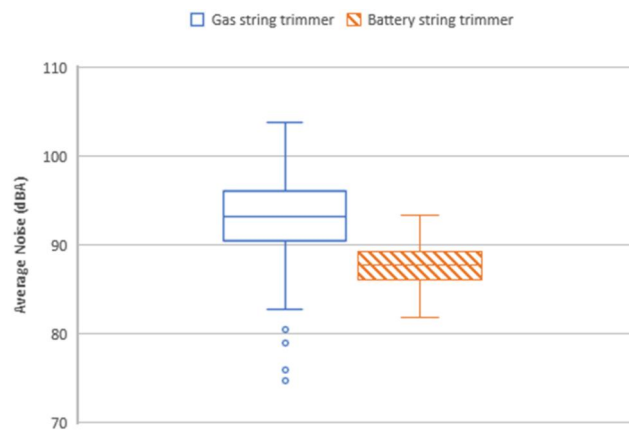 Gas string trimmer Battery string trimmer
110
100
90
80
70
Average Noise (dBA)